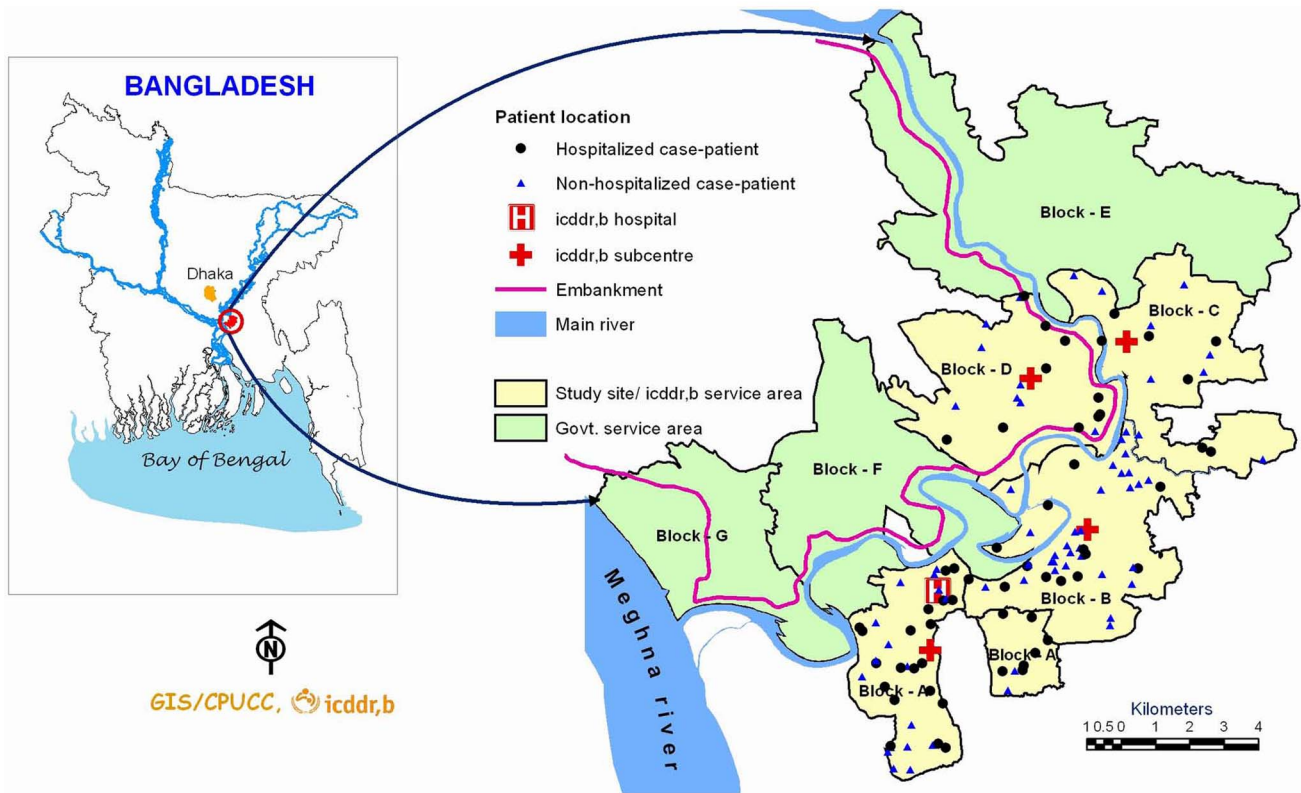 BANGLADESH
Dhaka
Bay of Bengal
N
GIS/CPUCC, icddr,b
Patient location
Hospitalized case-patient
Non-hospitalized case-patient
H icddr,b hospital
icddr,b subcentre
Embankment
Main river
Study site/ icddr,b service area
Govt. service area
Block - E
Block - C
Block - D
Block - F
Block - G
H
Block - B
Block - A
Block - A
Meghna river
Kilometers
1 0.5 0 1 2 3 4